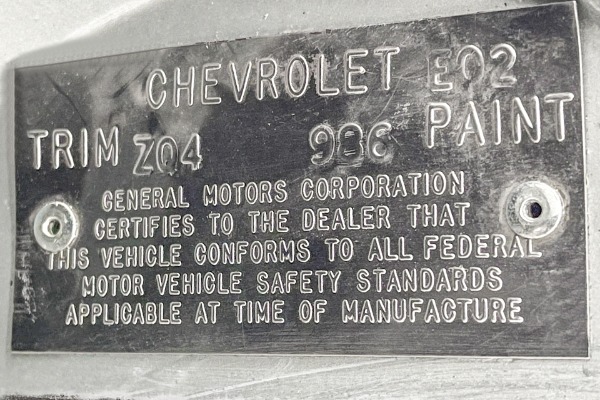 CHEVROLET E02
TRIM Z04 986 PAINT
GENERAL MOTORS CORPORATION
CERTIFIES TO THE DEALER THAT
THIS VEHICLE CONFORMS TO ALL FEDERAL
MOTOR VEHICLE SAFETY STANDARDS
APPLICABLE AT TIME OF MANUFACTURE